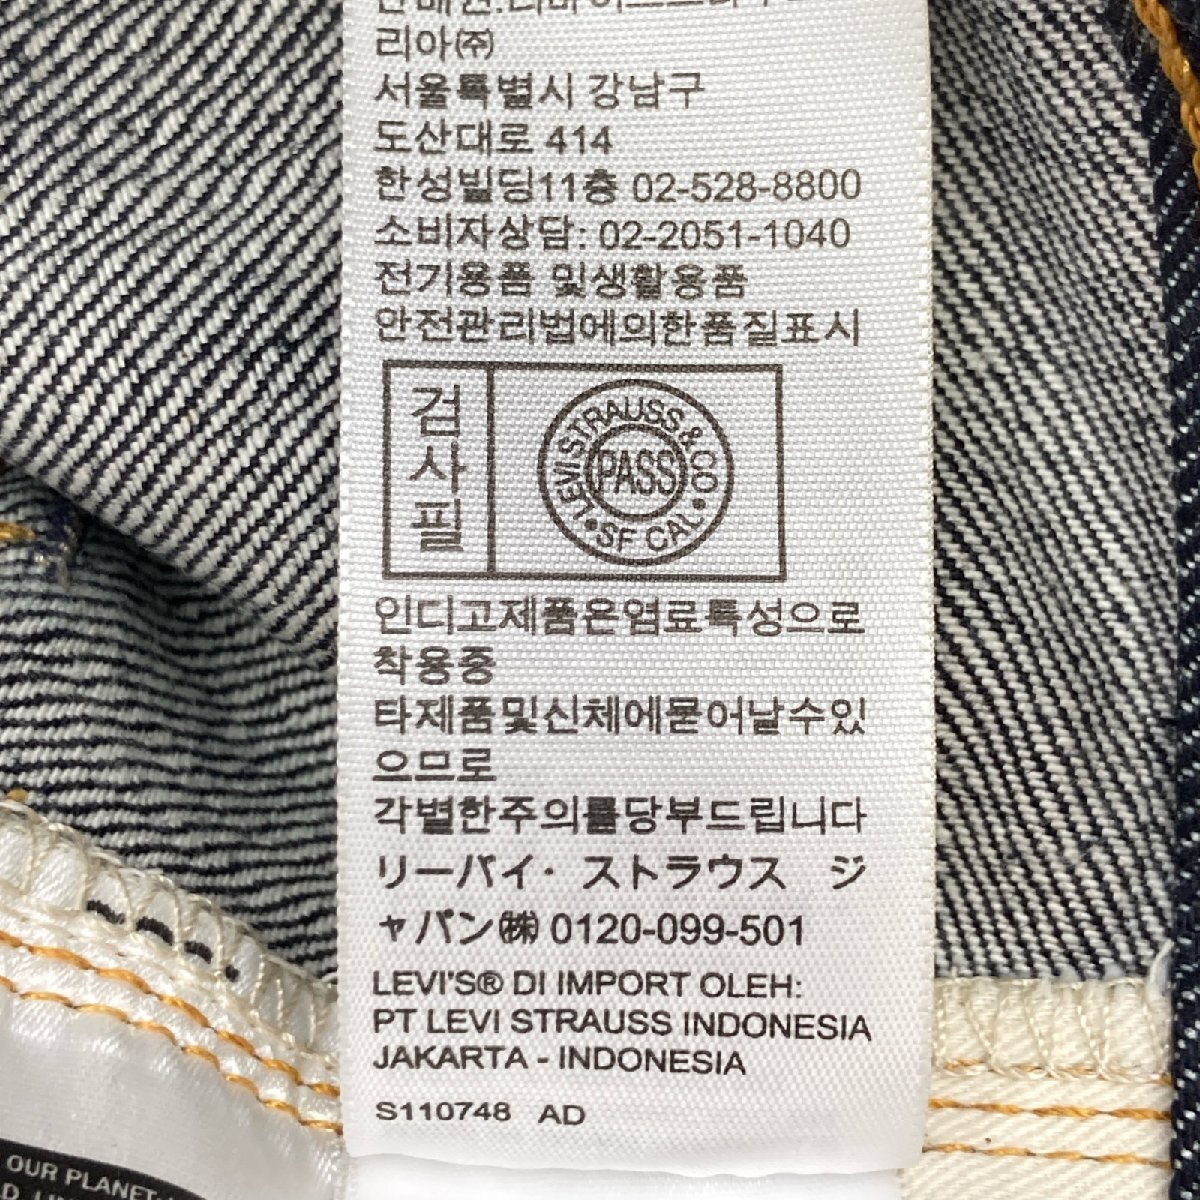 리아㈜
서울특별시 강남구
도산대로 414
한성빌딩11층 02-528-8800
소비자상담: 02-2051-1040
전기용품 및생활용품
안전관리법에의한품질표시
검사필
LEVI STRAUSS & CO
PASS
SF CAL
인디고제품은염료특성으로
착용중
타제품및신체에묻어날수있
으므로
각별한주의를당부드립니다
リーバイ・ストラウス ジ
ャパン㈱ 0120-099-501
LEVI'S® DI IMPORT OLEH:
PT LEVI STRAUSS INDONESIA
JAKARTA - INDONESIA
S110748 AD
OUR PLANET